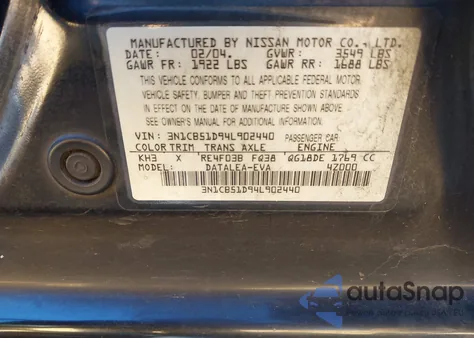 MANUFACTURED BY NISSAN MOTOR CO., LTD.
DATE: 02/04. GVWR: 3549 LBS
GAWR FR: 1922 LBS GAWR RR: 1688 LBS
THIS VEHICLE CONFORMS TO ALL APPLICABLE FEDERAL MOTOR
VEHICLE SAFETY, BUMPER, AND THEFT PREVENTION STANDARDS
IN EFFECT ON THE DATE OF MANUFACTURE SHOWN ABOVE.
SEE OWNER'S MANUAL FOR ADDITIONAL INFORMATION
VIN: 3N1CB51D94L902440 PASSENGER CAR
COLOR TRIM TRANS AXLE ENGINE
KH3 X RE4F03B FQ38 QG18DE 1769 CC
MODEL: DATALEA-EVA 4Z000
3N1CB51D94L902440
autoSnap